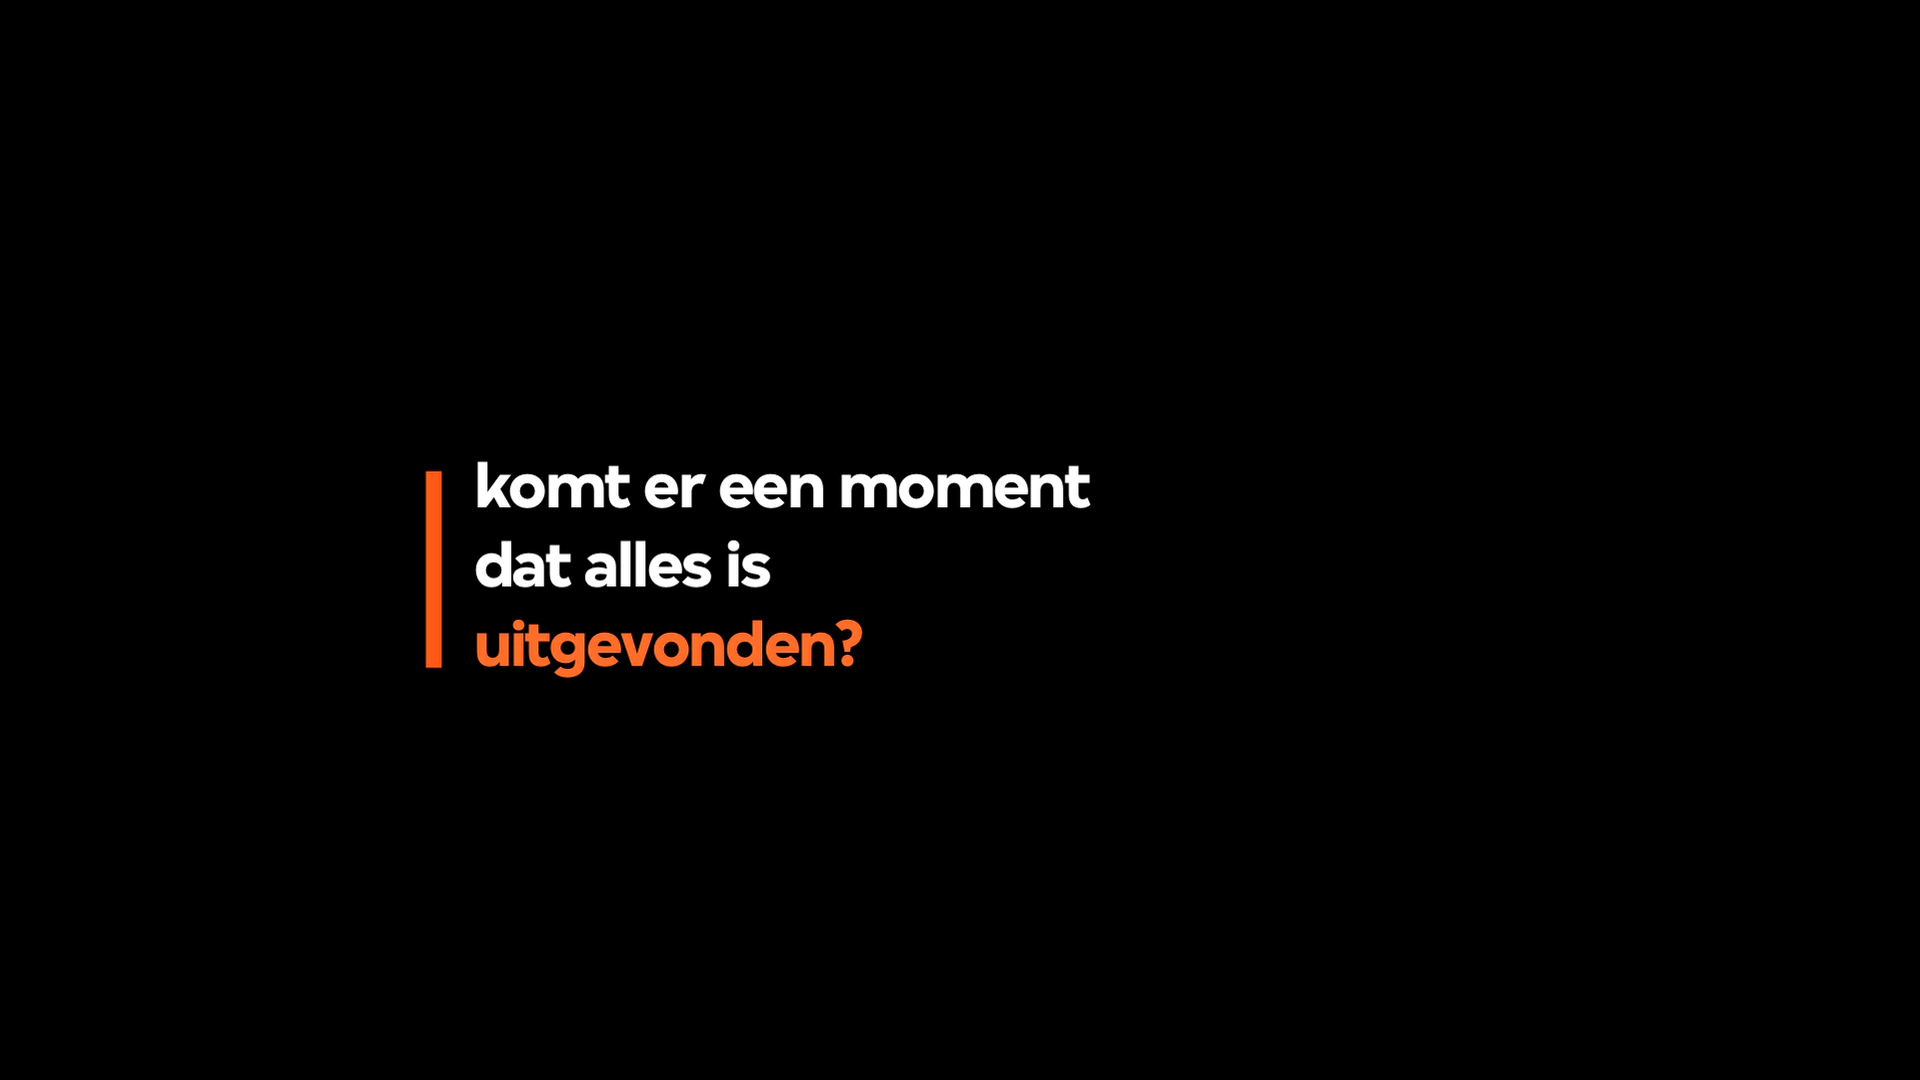 komt er een moment
dat alles is
uitgevonden?